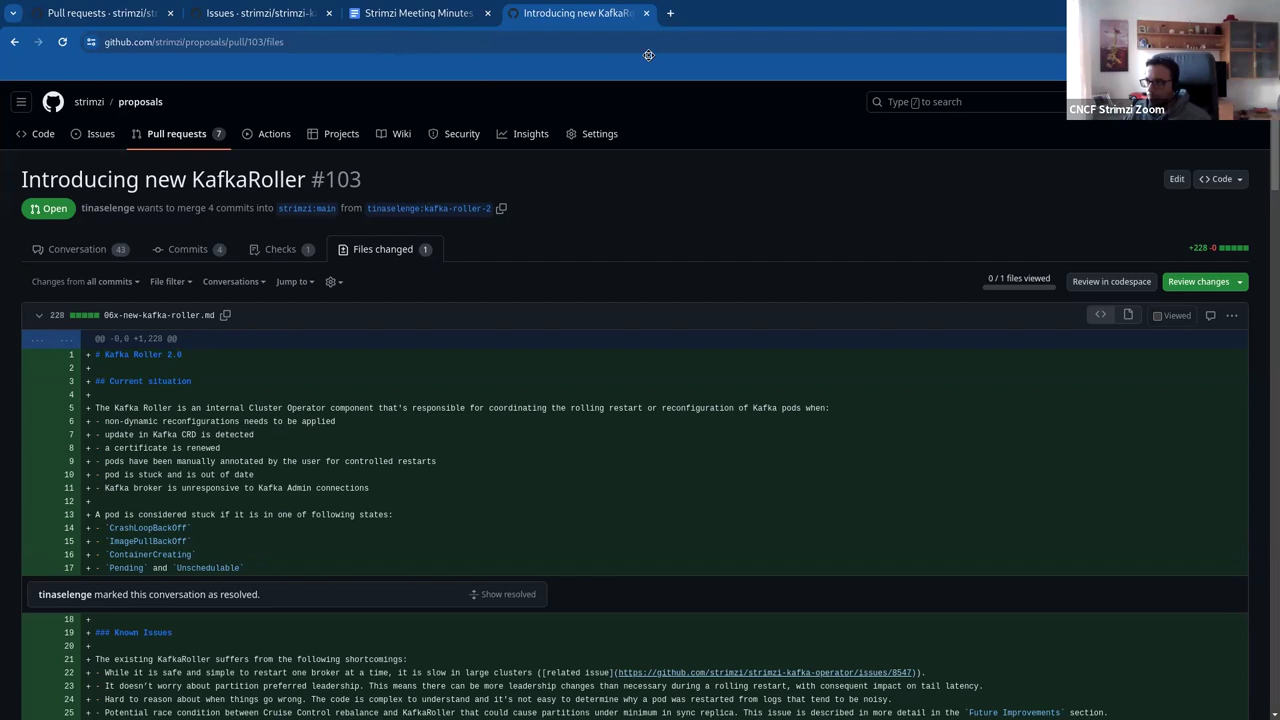 Pull requests · strimzi/str
Issues · strimzi/strimzi-k
Strimzi Meeting Minutes
Introducing new KafkaRo
github.com/strimzi/proposals/pull/103/files
CNCF Strimzi Zoom
strimzi / proposals
Type / to search
Code
Issues
Pull requests 7
Actions
Projects
Wiki
Security
Insights
Settings
Introducing new KafkaRoller #103
Edit
<> Code
Open
tinaselenge wants to merge 4 commits into strimzi:main from tinaselenge:kafka-roller-2
Conversation 43
Commits 4
Checks 1
Files changed 1
+228 -0
Changes from all commits
File filter
Conversations
Jump to
0 / 1 files viewed
Review in codespace
Review changes
228 06x-new-kafka-roller.md
Viewed
... ... @@ -0,0 +1,228 @@
1 + # Kafka Roller 2.0
2 +
3 + ## Current situation
4 +
5 + The Kafka Roller is an internal Cluster Operator component that's responsible for coordinating the rolling restart or reconfiguration of Kafka pods when:
6 + - non-dynamic reconfigurations needs to be applied
7 + - update in Kafka CRD is detected
8 + - a certificate is renewed
9 + - pods have been manually annotated by the user for controlled restarts
10 + - pod is stuck and is out of date
11 + - Kafka broker is unresponsive to Kafka Admin connections
12 +
13 + A pod is considered stuck if it is in one of following states:
14 + - `CrashLoopBackOff`
15 + - `ImagePullBackOff`
16 + - `ContainerCreating`
17 + - `Pending` and `Unschedulable`
tinaselenge marked this conversation as resolved.
Show resolved
18 +
19 + ### Known Issues
20 +
21 + The existing KafkaRoller suffers from the following shortcomings:
22 + - While it is safe and simple to restart one broker at a time, it is slow in large clusters ([related issue](https://github.com/strimzi/strimzi-kafka-operator/issues/8547)).
23 + - It doesn't worry about partition preferred leadership. This means there can be more leadership changes than necessary during a rolling restart, with consequent impact on tail latency.
24 + - Hard to reason about when things go wrong. The code is complex to understand and it's not easy to determine why a pod was restarted from logs that tend to be noisy.
25 + - Potential race condition between Cruise Control rebalance and KafkaRoller that could cause partitions under minimum in sync replica. This issue is described in more detail in the `Future Improvements` section.